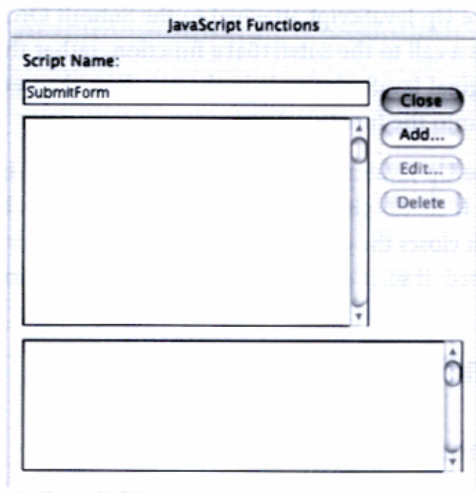 JavaScript Functions
Script Name:
SubmitForm
Close
Add...
Edit...
Delete